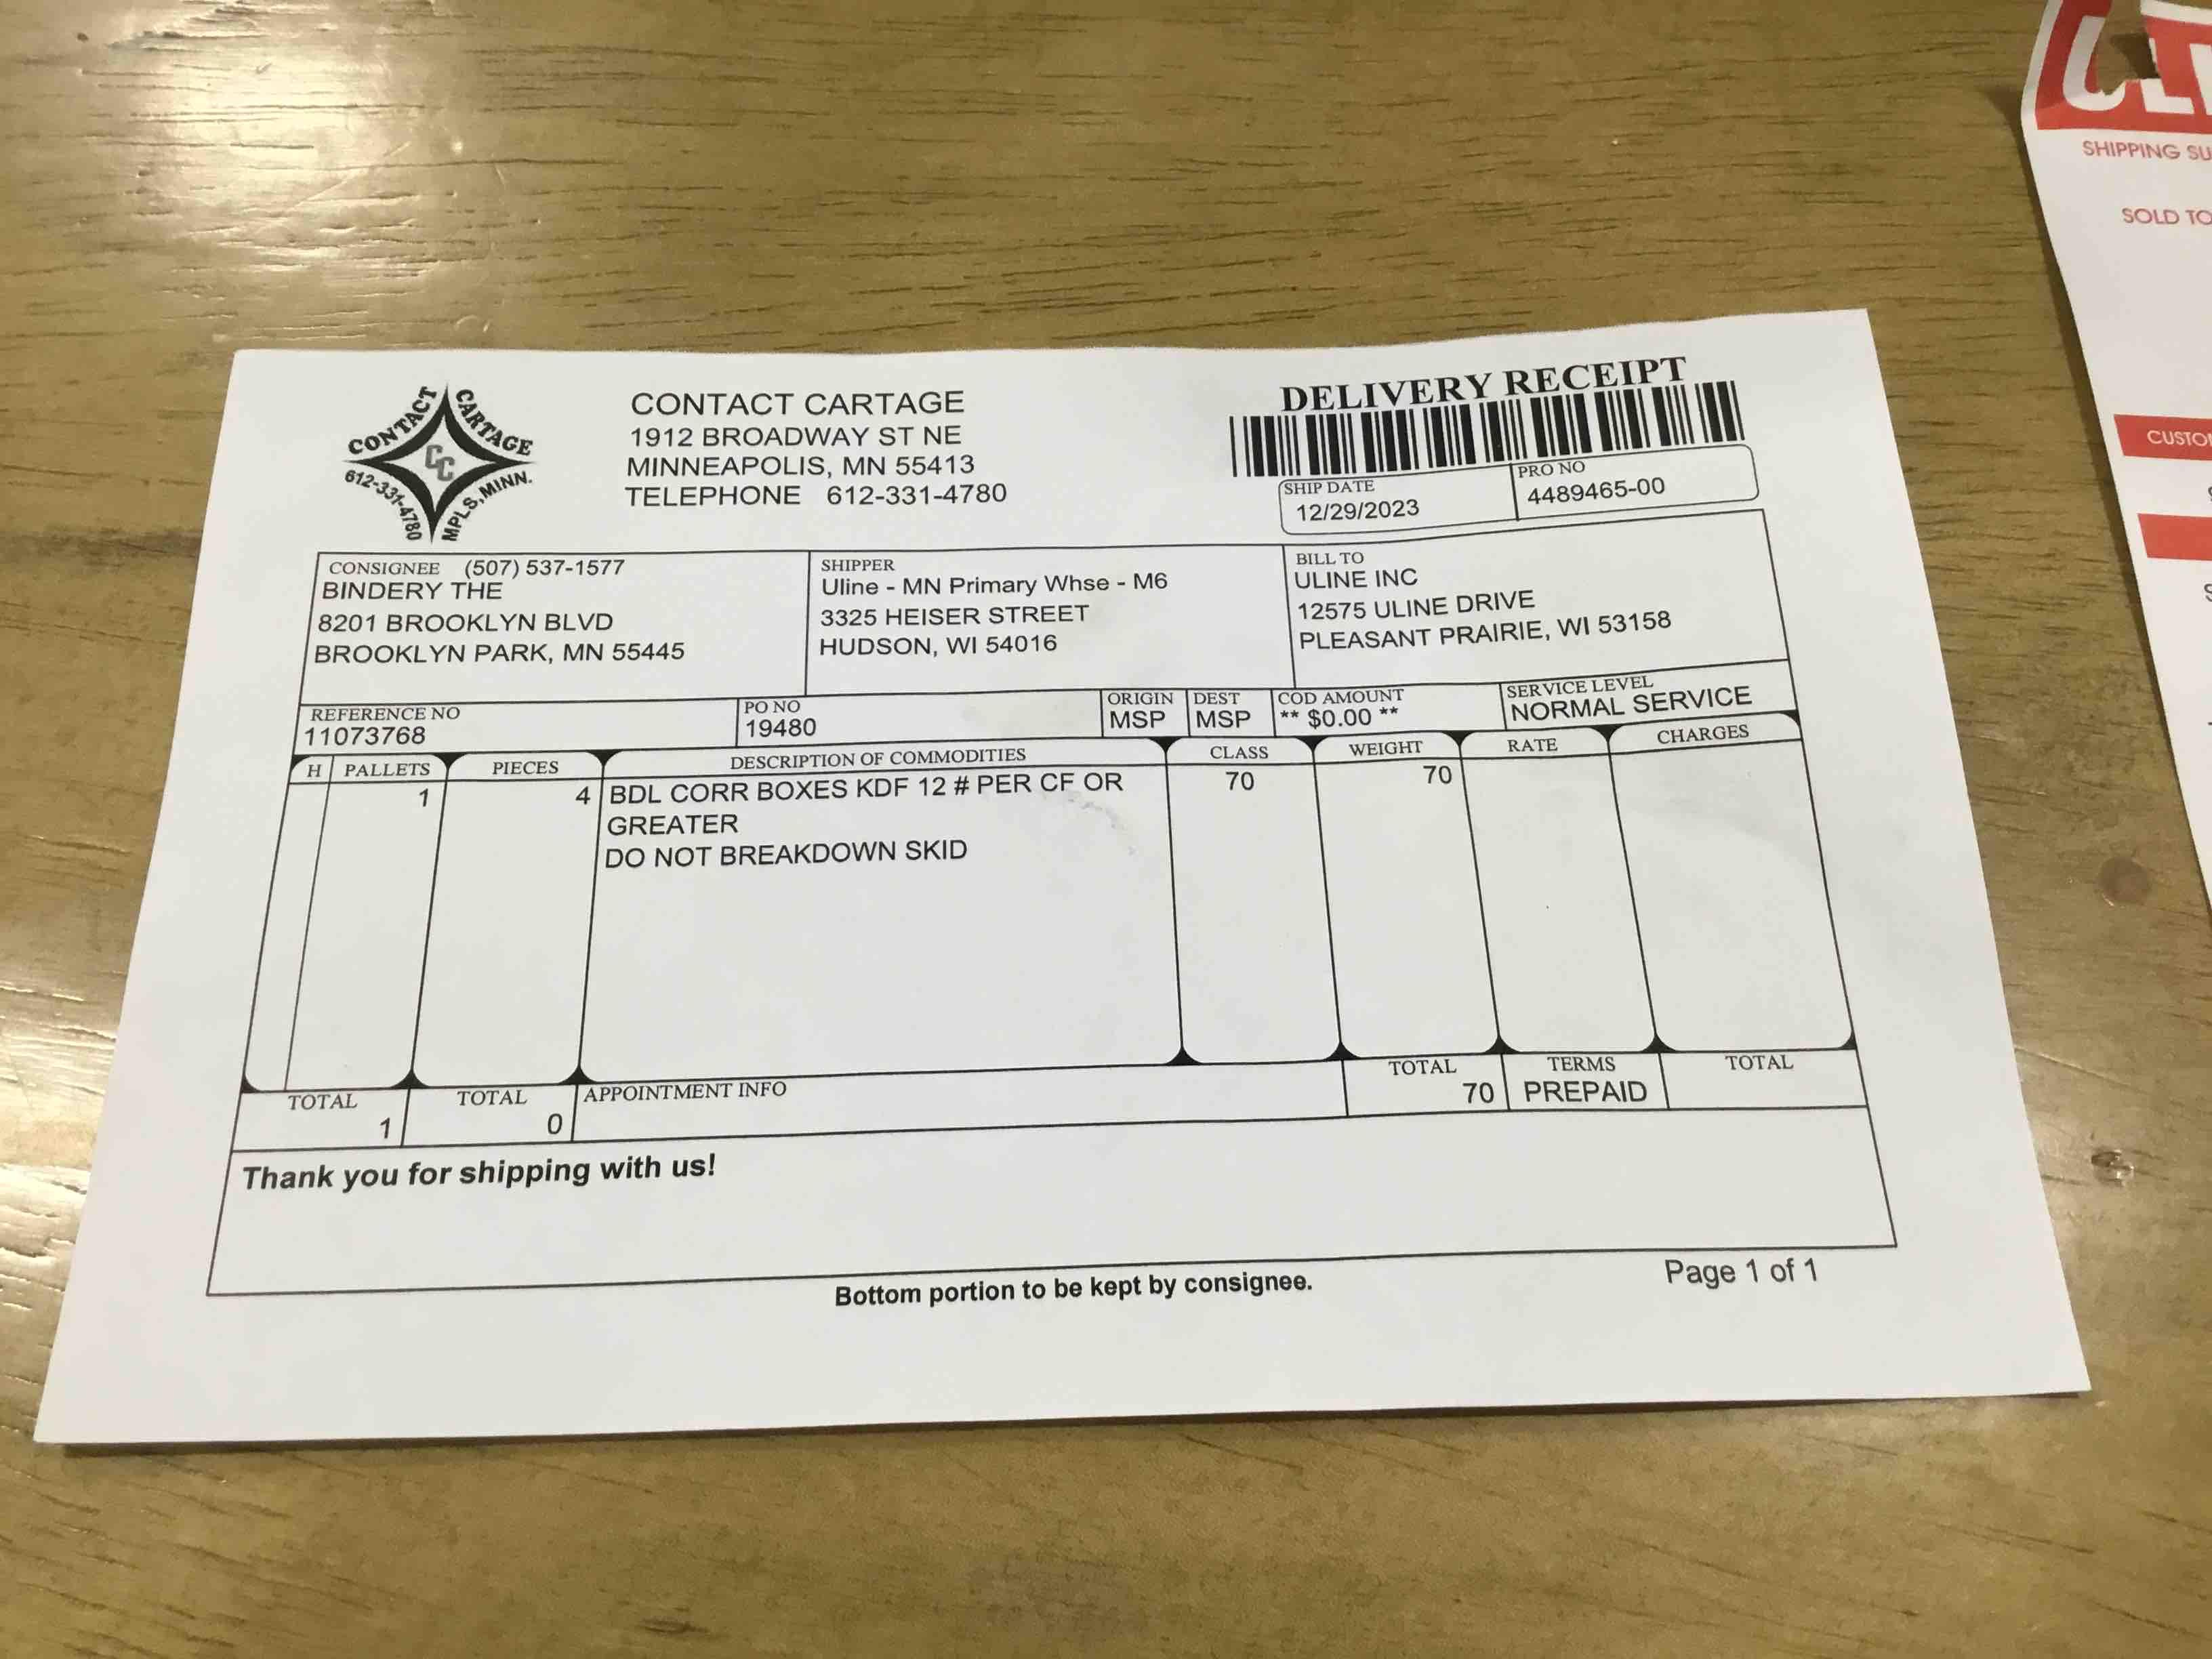 CONTACT CARTAGE
CC
612-331-4780 MPLS, MINN.
CONTACT CARTAGE
1912 BROADWAY ST NE
MINNEAPOLIS, MN 55413
TELEPHONE 612-331-4780
DELIVERY RECEIPT
SHIP DATE
12/29/2023
PRO NO
4489465-00
CONSIGNEE (507) 537-1577
BINDERY THE
8201 BROOKLYN BLVD
BROOKLYN PARK, MN 55445
SHIPPER
Uline - MN Primary Whse - M6
3325 HEISER STREET
HUDSON, WI 54016
BILL TO
ULINE INC
12575 ULINE DRIVE
PLEASANT PRAIRIE, WI 53158
REFERENCE NO
11073768
PO NO
19480
ORIGIN
MSP
DEST
MSP
COD AMOUNT
** $0.00 **
SERVICE LEVEL
NORMAL SERVICE
H PALLETS PIECES DESCRIPTION OF COMMODITIES CLASS WEIGHT RATE CHARGES
1 4 BDL CORR BOXES KDF 12 # PER CF OR 70 70
GREATER
DO NOT BREAKDOWN SKID
TOTAL
1
TOTAL
0
APPOINTMENT INFO
TOTAL
70
TERMS
PREPAID
TOTAL
Thank you for shipping with us!
Bottom portion to be kept by consignee.
Page 1 of 1
SHIPPING
SOLD TO